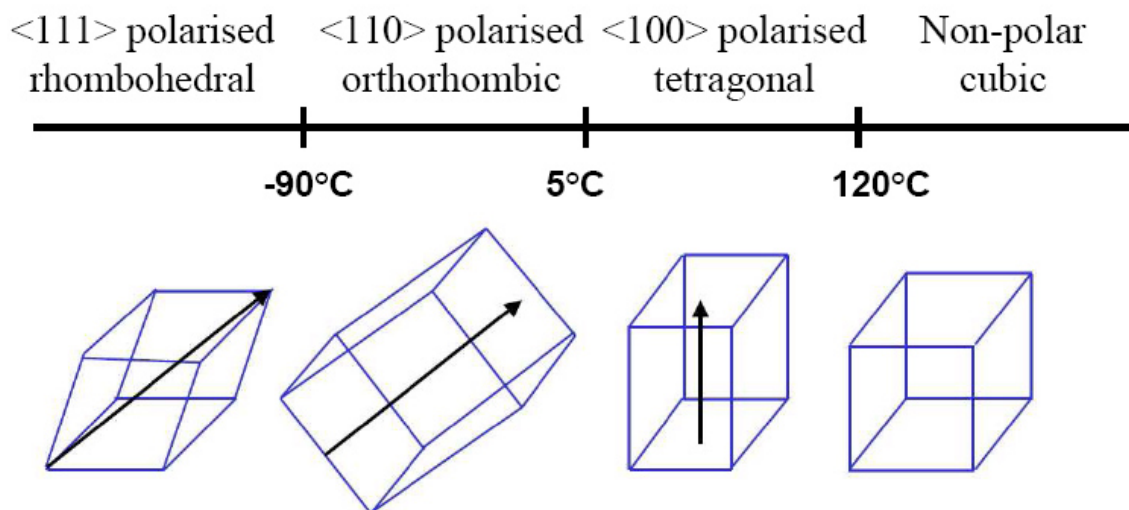 <111> polarised <110> polarised <100> polarised Non-polar
rhombohedral orthorhombic tetragonal cubic
-90°C 5°C 120°C